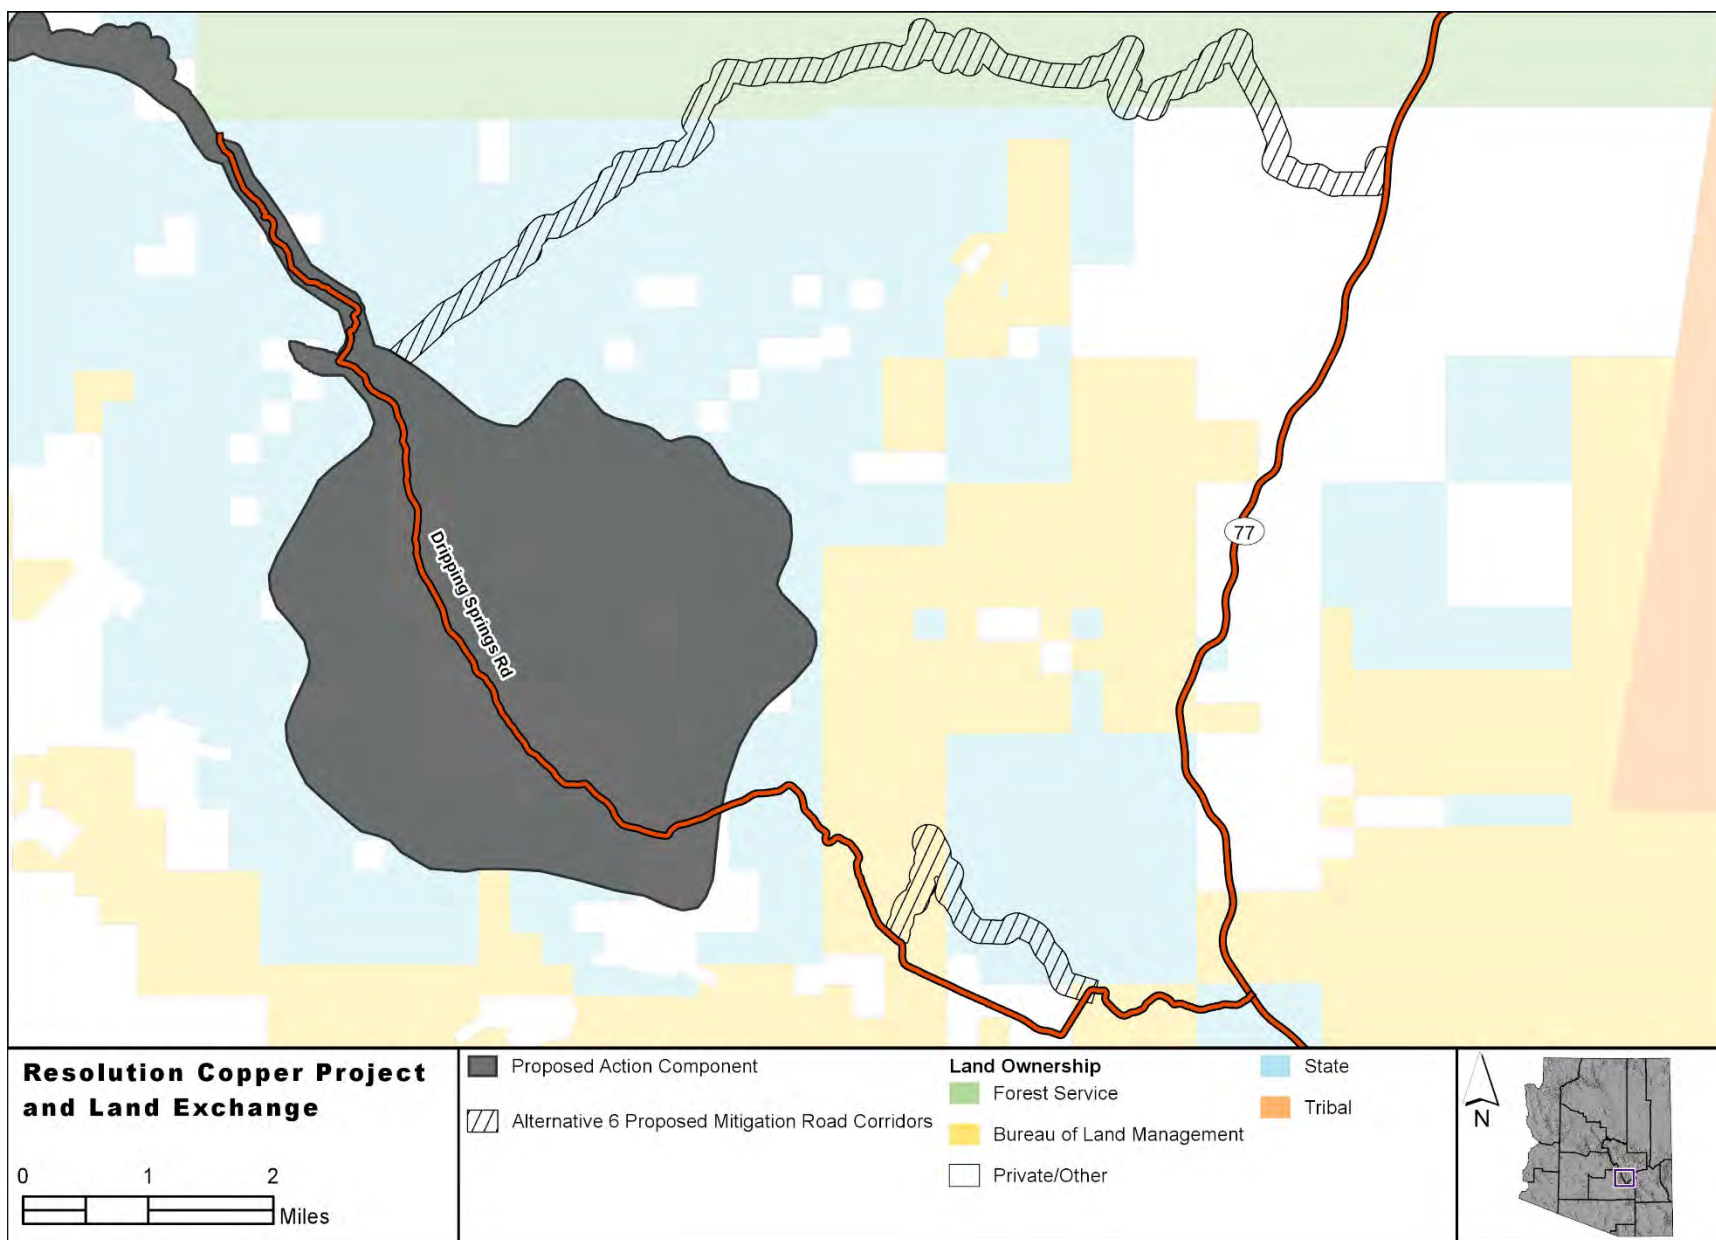 Dripping Springs Rd
77
Resolution Copper Project
and Land Exchange
0 1 2
Miles
Proposed Action Component
Alternative 6 Proposed Mitigation Road Corridors
Land Ownership
Forest Service
Bureau of Land Management
Private/Other
State
Tribal
N